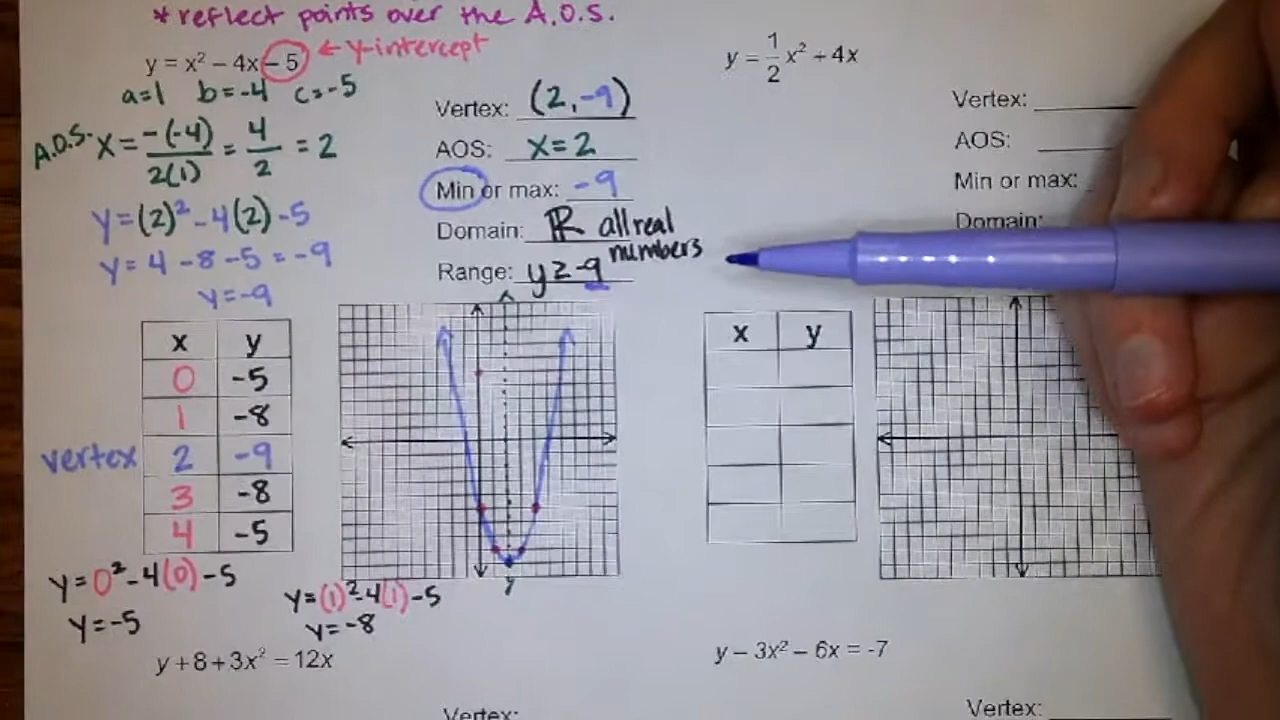 *reflect points over the A.O.S.
y = x² − 4x − 5 ← y-intercept
a=1 b=-4 c=-5
A.O.S. x = -(-4)/2(1) = 4/2 = 2
y=(2)²-4(2)-5
y= 4 -8 -5 = -9
y=-9
Vertex: (2,-9)
AOS: x=2
Min or max: -9
Domain: ℝ all real numbers
Range: y≥-9
x y
0 -5
1 -8
vertex 2 -9
3 -8
4 -5
y=0²-4(0)-5
y=-5
y=(1)²-4(1)-5
y=-8
y = 1/2 x² + 4x
Vertex:
AOS:
Min or max:
Domain:
x y
y + 8 + 3x² = 12x
Vertex:
y − 3x² − 6x = -7
Vertex: